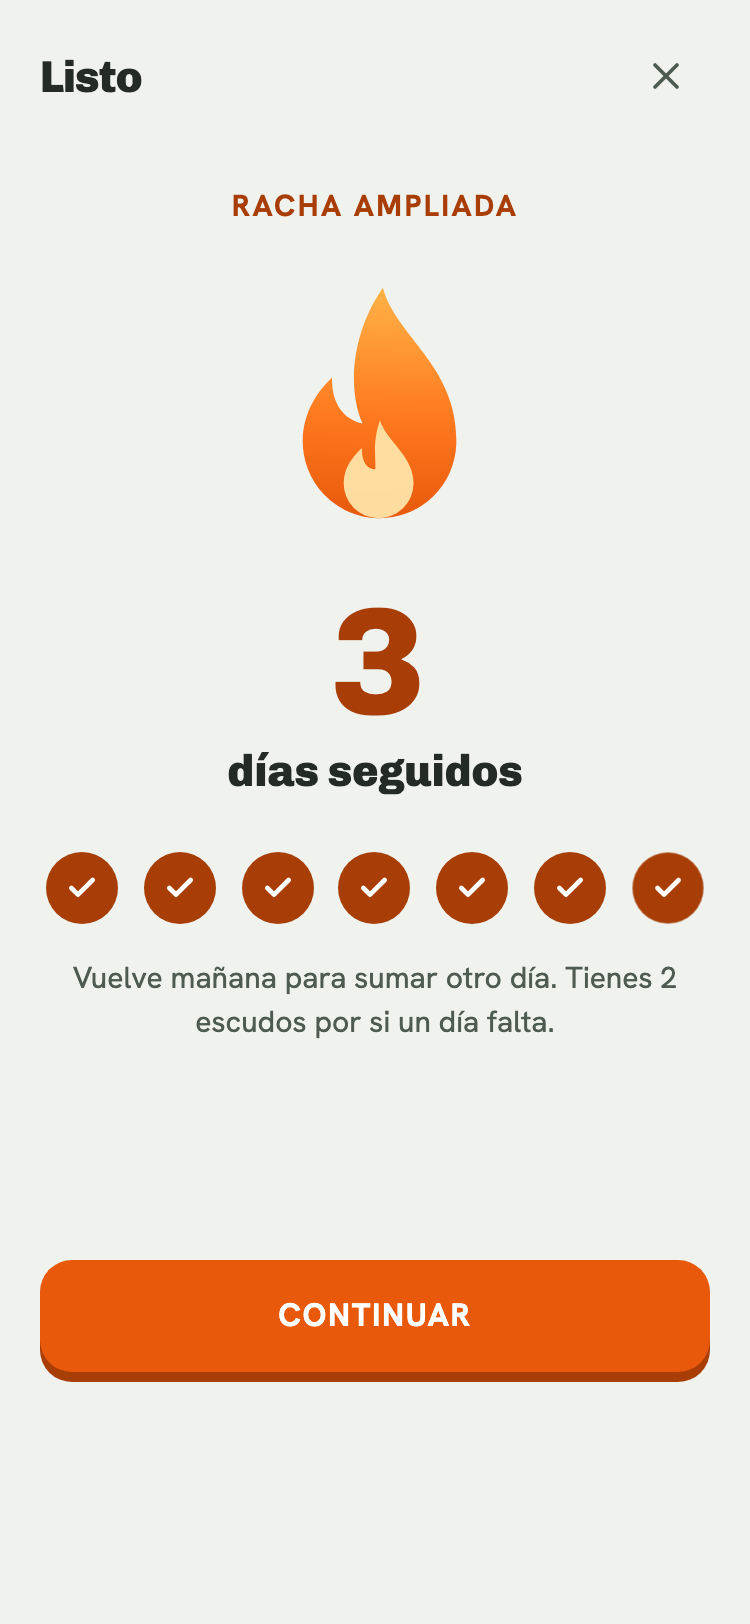 Listo
RACHA AMPLIADA
3
días seguidos
Vuelve mañana para sumar otro día. Tienes 2
escudos por si un día falta.
CONTINUAR